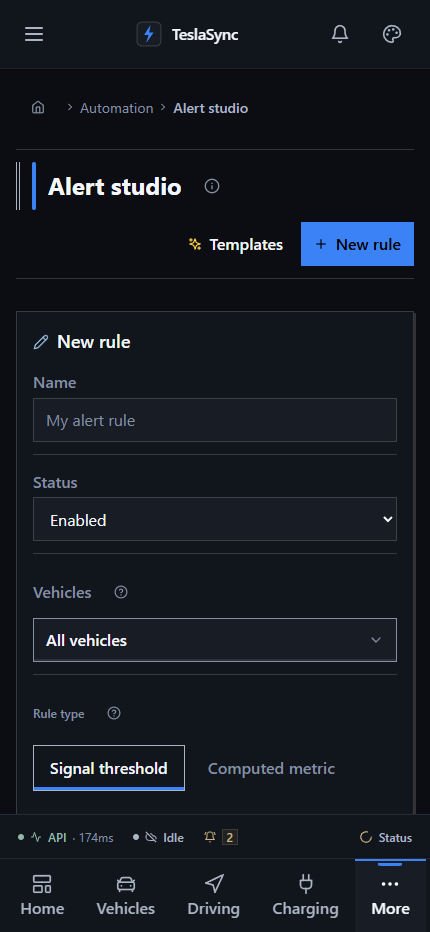 TeslaSync
Automation
Alert studio
Alert studio
Templates
+ New rule
New rule
Name
My alert rule
Status
Enabled
Vehicles
All vehicles
Rule type
Signal threshold
Computed metric
API · 174ms
Idle
2
Status
Home
Vehicles
Driving
Charging
More